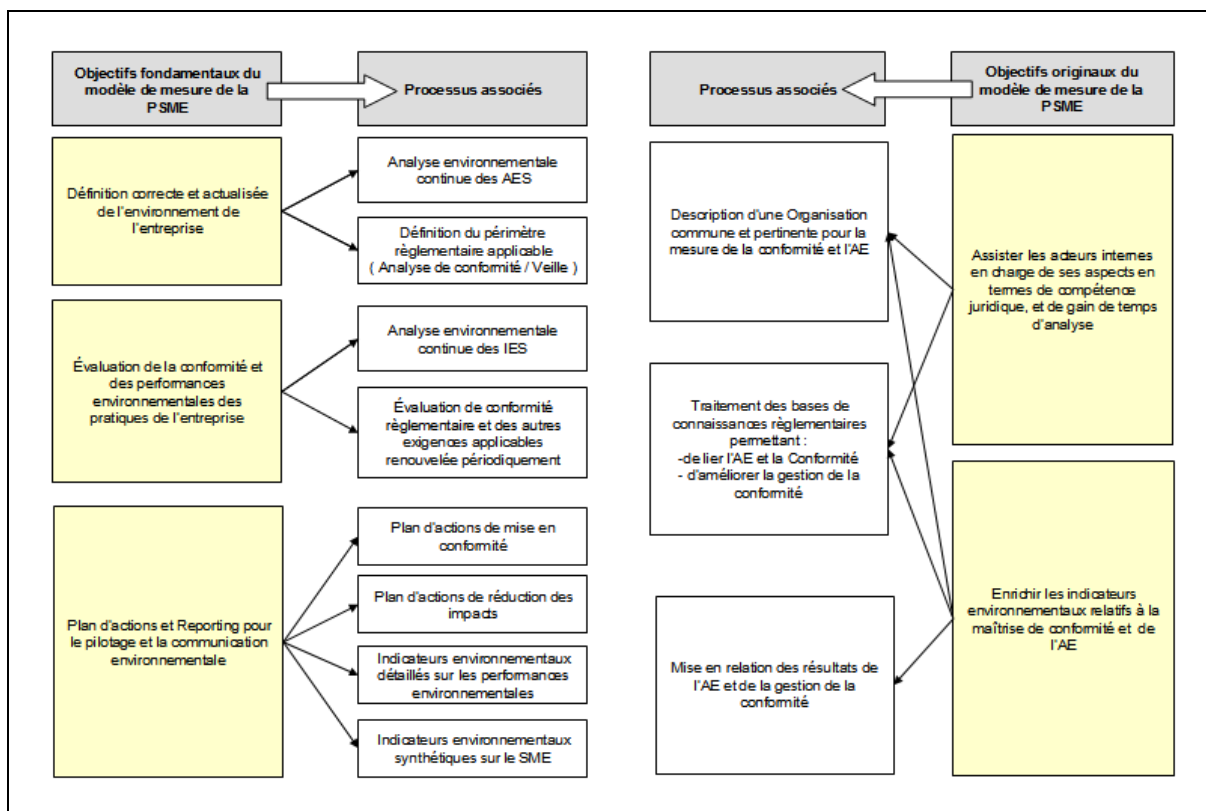 Objectifs fondamentaux du
modèle de mesure de la
PSME
Processus associés
Définition correcte et actualisée
de l'environnement de
l'entreprise
Analyse environnementale
continue des AES
Définition du périmètre
règlementaire applicable
( Analyse de conformité / Veille )
Évaluation de la conformité et
des performances
environnementales des
pratiques de l'entreprise
Analyse environnementale
continue des IES
Évaluation de conformité
règlementaire et des autres
exigences applicables
renouvelée périodiquement
Plan d'actions et Reporting pour
le pilotage et la communication
environnementale
Plan d'actions de mise en
conformité
Plan d'actions de réduction des
impacts
Indicateurs environnementaux
détaillés sur les performances
environnementales
Indicateurs environnementaux
synthétiques sur le SME
Processus associés
Objectifs originaux du
modèle de mesure de la
PSME
Description d'une Organisation
commune et pertinente pour la
mesure de la conformité et l'AE
Traitement des bases de
connaissances règlementaires
permettant :
-de lier l'AE et la Conformité
- d'améliorer la gestion de la
conformité
Mise en relation des résultats de
l'AE et de la gestion de la
conformité
Assister les acteurs internes
en charge de ses aspects en
termes de compétence
juridique, et de gain de temps
d'analyse
Enrichir les indicateurs
environnementaux relatifs à la
maîtrise de conformité et de
l'AE